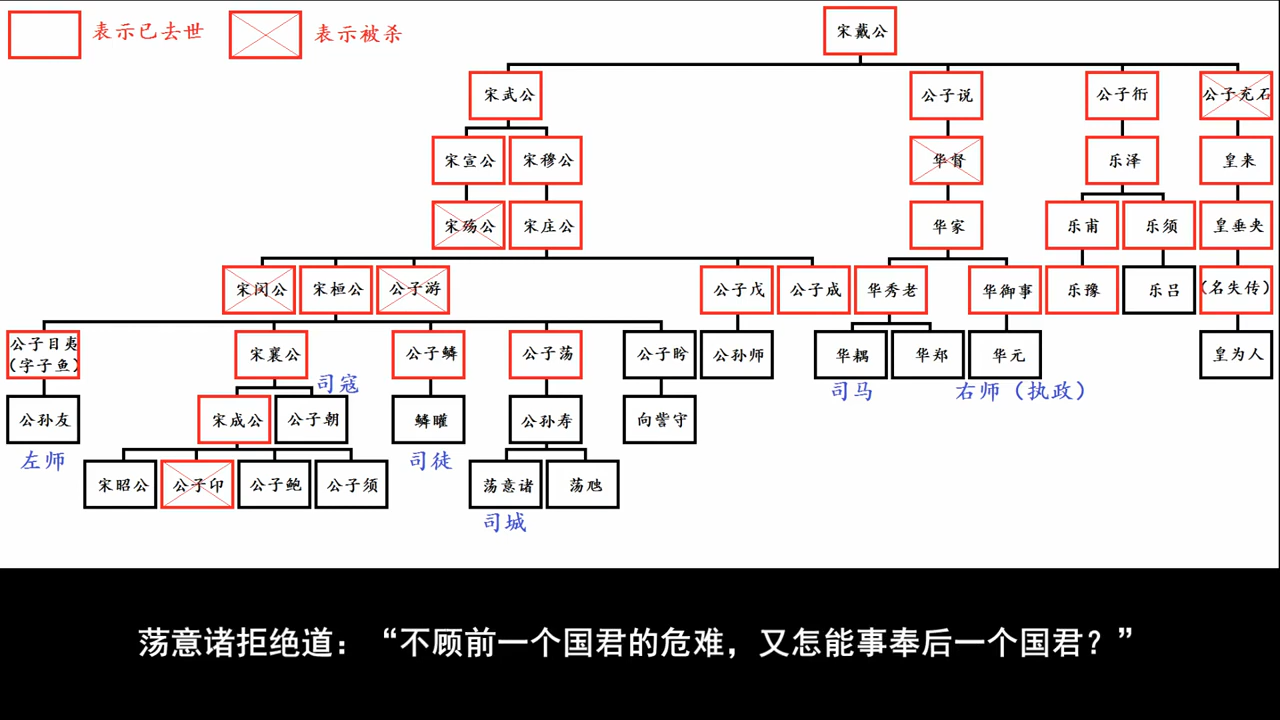 表示已去世
表示被杀
宋戴公
宋武公
公子说
公子衎
公子充石
宋宣公
宋穆公
华督
乐泽
皇来
宋殇公
宋庄公
华家
乐甫
乐须
皇垂夬
宋闵公
宋桓公
公子游
公子戍
公子成
华秀老
华御事
乐豫
乐吕
（名失传）
公子目夷
（字子鱼）
宋襄公
公子鳞
公子荡
公子肸
公孙师
华耦
华郑
华元
皇为人
司寇
司马
右师（执政）
公孙友
宋成公
公子朝
鳞矔
公孙寿
向訾守
左师
司徒
宋昭公
公子卬
公子鲍
公子须
荡意诸
荡虺
司城
荡意诸拒绝道：“不顾前一个国君的危难，又怎能事奉后一个国君？”